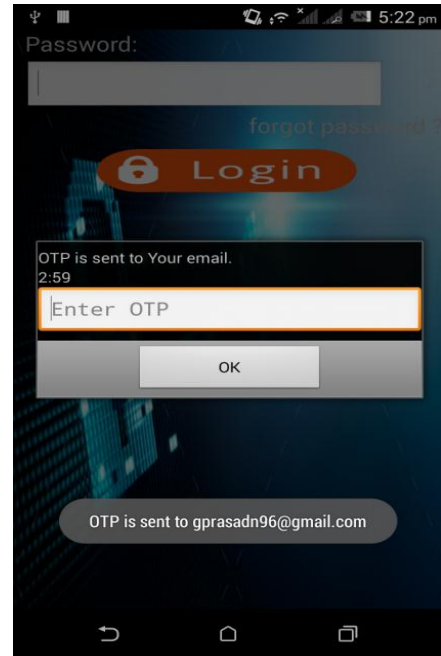 5:22 pm
Password:
forgot password ?
Login
OTP is sent to Your email.
2:59
Enter OTP
OK
OTP is sent to gprasadn96@gmail.com